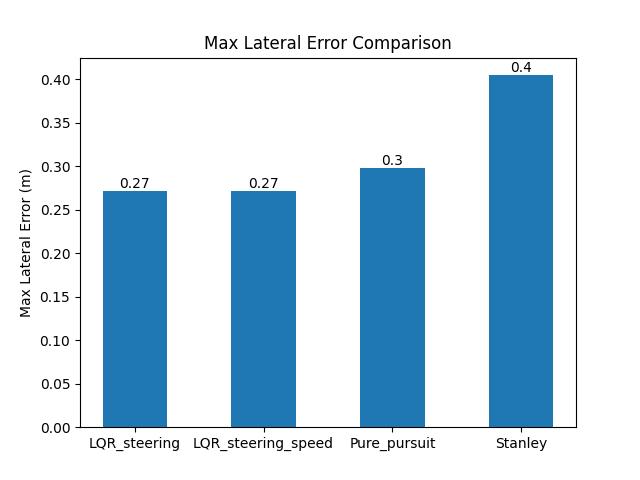 Max Lateral Error Comparison
Max Lateral Error (m)
0.40
0.35
0.30
0.25
0.20
0.15
0.10
0.05
0.00
0.27
0.27
0.3
0.4
LQR_steering
LQR_steering_speed
Pure_pursuit
Stanley